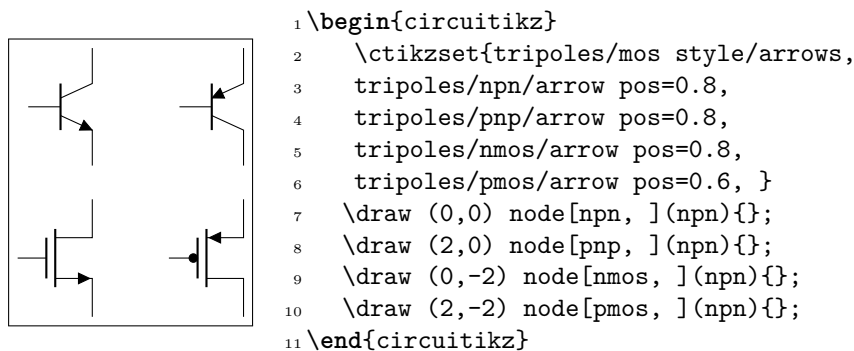 1 \begin{circuitikz}
2 \ctikzset{tripoles/mos style/arrows,
3 tripoles/npn/arrow pos=0.8,
4 tripoles/pnp/arrow pos=0.8,
5 tripoles/nmos/arrow pos=0.8,
6 tripoles/pmos/arrow pos=0.6, }
7 \draw (0,0) node[npn, ](npn){};
8 \draw (2,0) node[pnp, ](npn){};
9 \draw (0,-2) node[nmos, ](npn){};
10 \draw (2,-2) node[pmos, ](npn){};
11 \end{circuitikz}